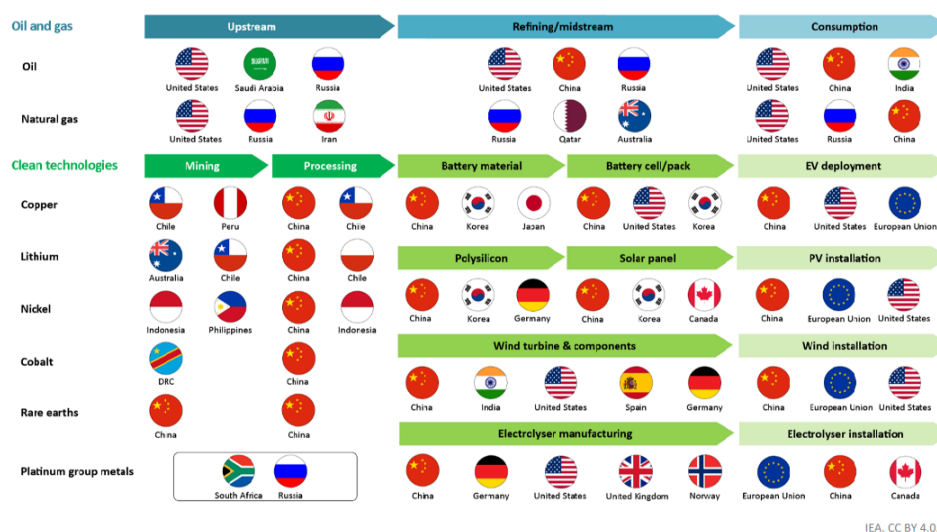 Oil and gas Upstream Refining/midstream Consumption
Oil
United States Saudi Arabia Russia United States China Russia United States China India
Natural gas
United States Russia Iran Russia Qatar Australia United States Russia China
Clean technologies Mining Processing Battery material Battery cell/pack EV deployment
Copper
Chile Peru China Chile China Korea Japan China United States Korea China United States European Union
Lithium
Australia Chile China Chile
Polysilicon Solar panel PV installation
Nickel
China Korea Germany China Korea Canada China European Union United States
Indonesia Philippines China Indonesia
Wind turbine & components Wind installation
Cobalt
DRC China
China India United States Spain Germany China European Union United States
Rare earths
China China
Electrolyser manufacturing Electrolyser installation
Platinum group metals
South Africa Russia China Germany United States United Kingdom Norway European Union China Canada
IEA. CC BY 4.0.